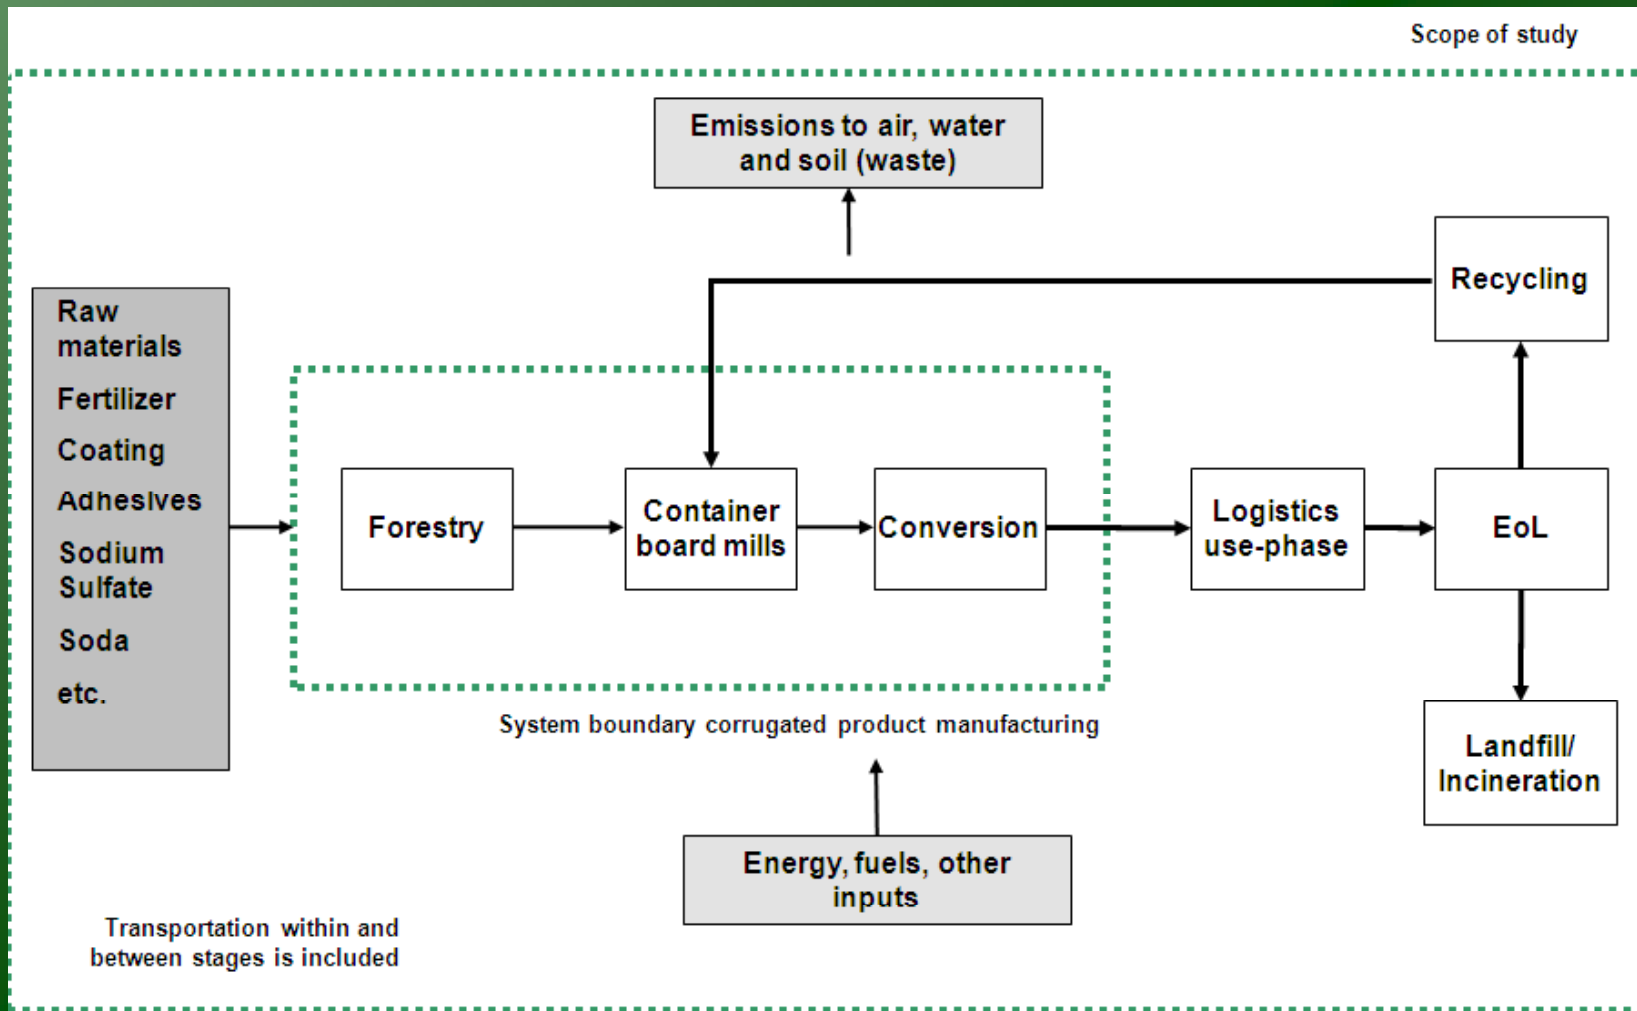 Scope of study
Emissions to air, water
and soil (waste)
Recycling
Raw
materials
Fertilizer
Coating
Adhesives
Sodium
Sulfate
Soda
etc.
Forestry
Container
board mills
Conversion
Logistics
use-phase
EoL
System boundary corrugated product manufacturing
Landfill/
Incineration
Energy, fuels, other
inputs
Transportation within and
between stages is included